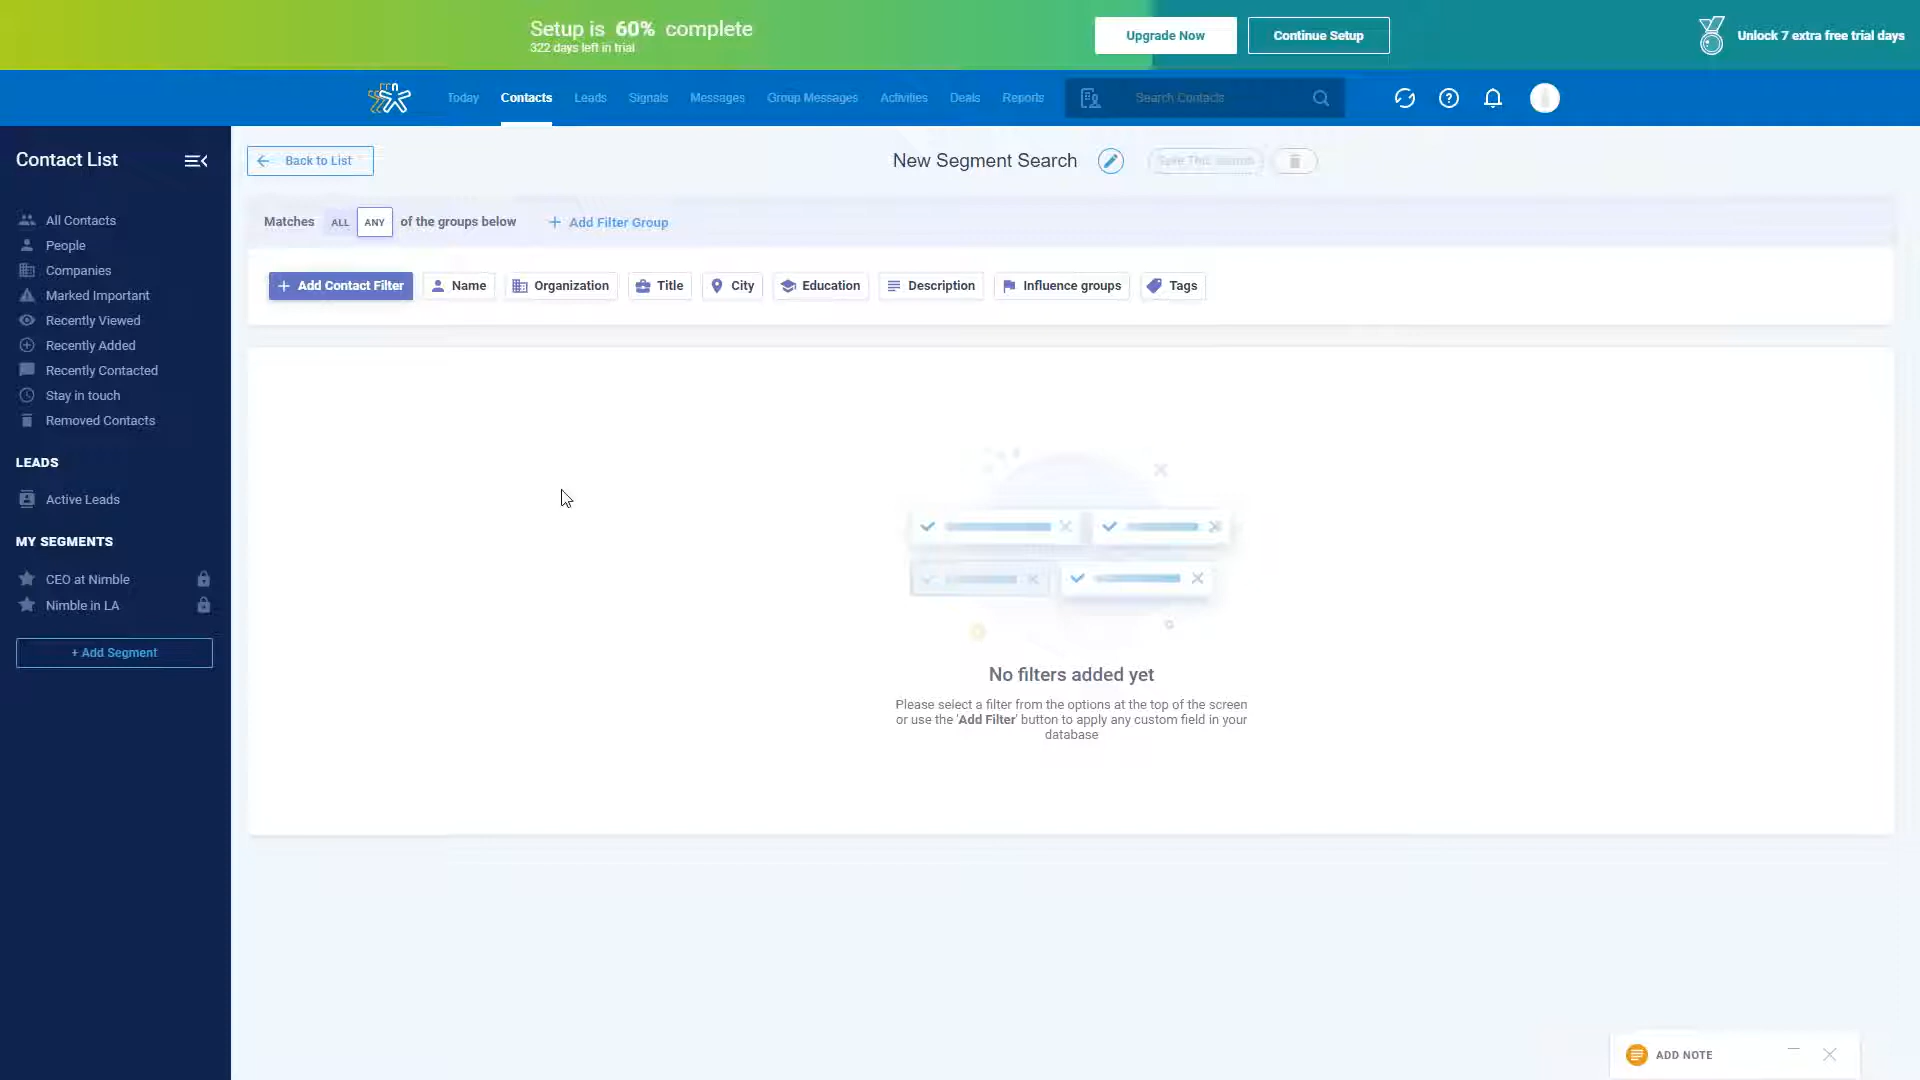 Setup is 60% complete
322 days left in trial
Upgrade Now
Continue Setup
Unlock 7 extra free trial days
Today
Contacts
Leads
Signals
Messages
Group Messages
Activities
Deals
Reports
Search Contacts
Contact List
Back to List
New Segment Search
Save This search
Matches ALL ANY of the groups below
+ Add Filter Group
+ Add Contact Filter
Name
Organization
Title
City
Education
Description
Influence groups
Tags
All Contacts
People
Companies
Marked Important
Recently Viewed
Recently Added
Recently Contacted
Stay in touch
Removed Contacts
LEADS
Active Leads
MY SEGMENTS
CEO at Nimble
Nimble in LA
+ Add Segment
No filters added yet
Please select a filter from the options at the top of the screen
or use the 'Add Filter' button to apply any custom field in your
database
ADD NOTE